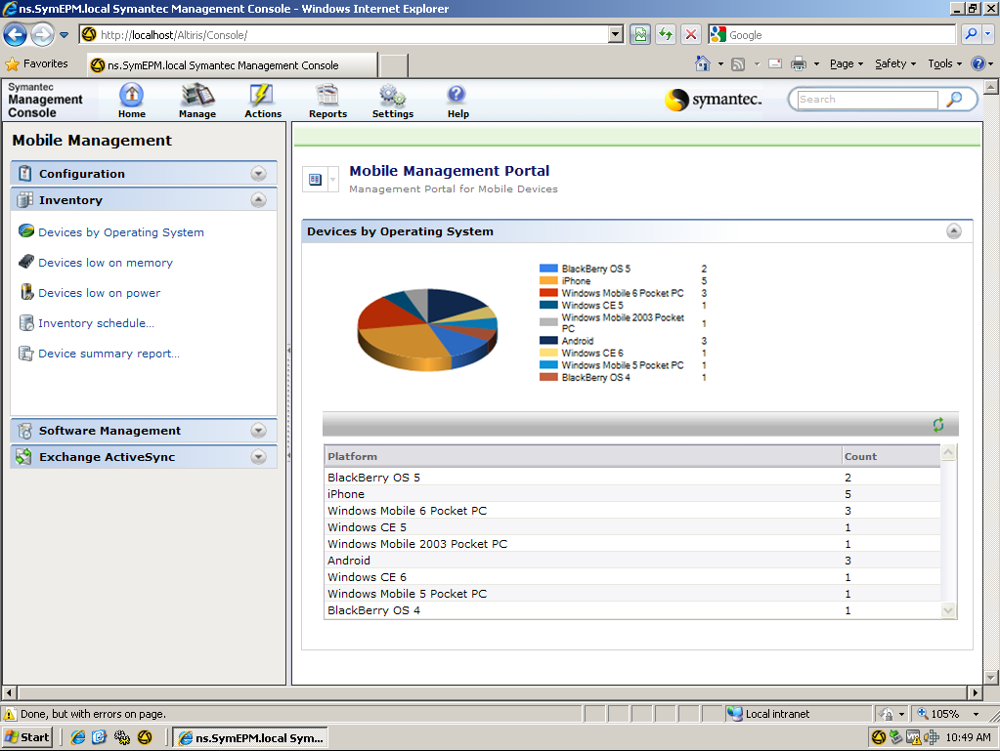 ns.SymEPM.local Symantec Management Console - Windows Internet Explorer
http://localhost/Altiris/Console/
Google
Favorites
ns.SymEPM.local Symantec Management Console
Page
Safety
Tools
Symantec
Management
Console
Home
Manage
Actions
Reports
Settings
Help
symantec.
Search
Mobile Management
Configuration
Inventory
Devices by Operating System
Devices low on memory
Devices low on power
Inventory schedule...
Device summary report...
Software Management
Exchange ActiveSync
Mobile Management Portal
Management Portal for Mobile Devices
Devices by Operating System
BlackBerry OS 5 2
iPhone 5
Windows Mobile 6 Pocket PC 3
Windows CE 5 1
Windows Mobile 2003 Pocket
PC 1
Android 3
Windows CE 6 1
Windows Mobile 5 Pocket PC 1
BlackBerry OS 4 1
Platform Count
BlackBerry OS 5 2
iPhone 5
Windows Mobile 6 Pocket PC 3
Windows CE 5 1
Windows Mobile 2003 Pocket PC 1
Android 3
Windows CE 6 1
Windows Mobile 5 Pocket PC 1
BlackBerry OS 4 1
Done, but with errors on page.
Local intranet
105%
Start
ns.SymEPM.local Sym...
10:49 AM